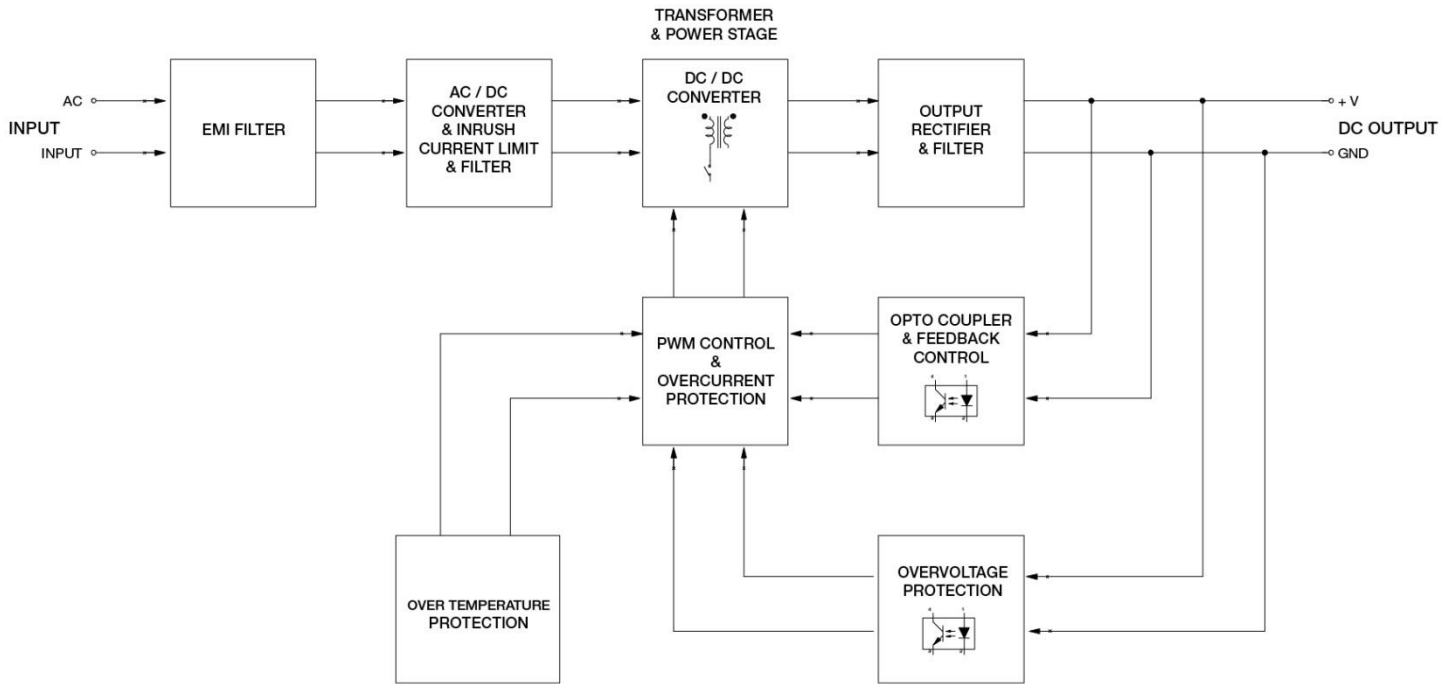 TRANSFORMER
& POWER STAGE
INPUT
AC
INPUT
EMI FILTER
AC / DC
CONVERTER
& INRUSH
CURRENT LIMIT
& FILTER
DC / DC
CONVERTER
OUTPUT
RECTIFIER
& FILTER
+ V
DC OUTPUT
GND
PWM CONTROL
&
OVERCURRENT
PROTECTION
OPTO COUPLER
& FEEDBACK
CONTROL
OVER TEMPERATURE
PROTECTION
OVERVOLTAGE
PROTECTION